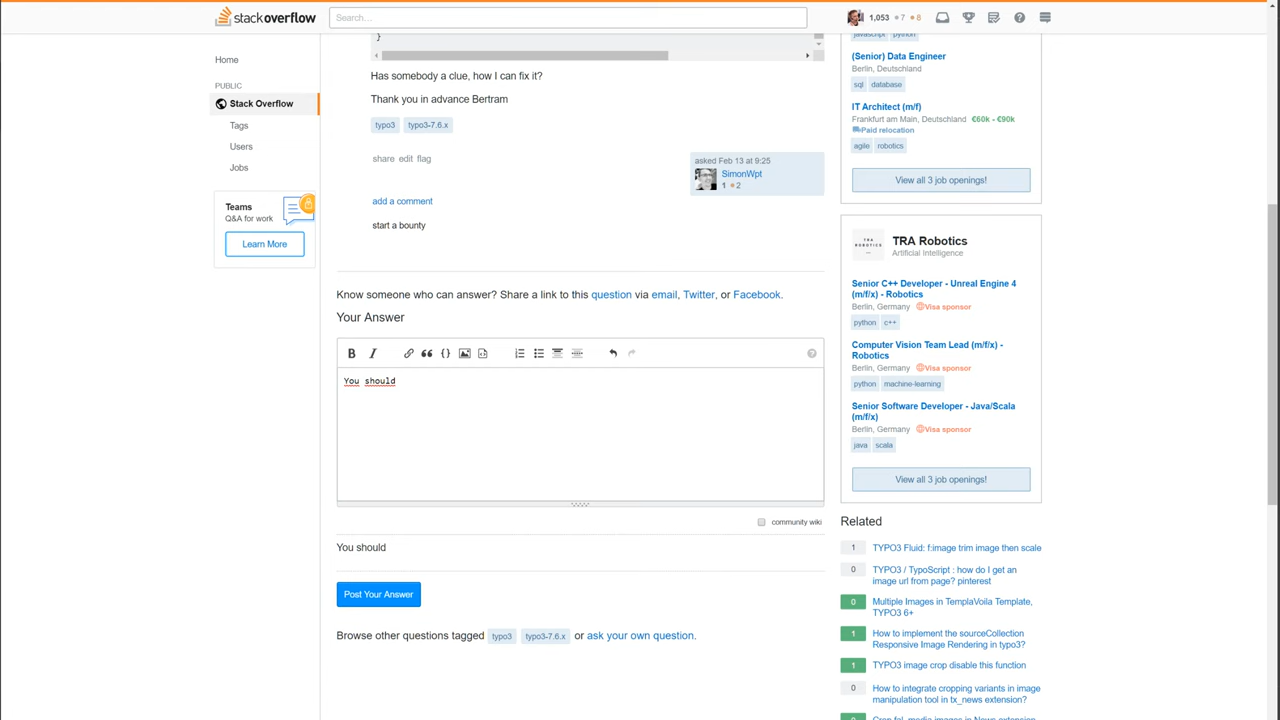 stackoverflow
Search...
1,053 7 8
Home
PUBLIC
Stack Overflow
Tags
Users
Jobs
Teams
Q&A for work
Learn More
}
Has somebody a clue, how I can fix it?
Thank you in advance Bertram
typo3 typo3-7.6.x
share edit flag
asked Feb 13 at 9:25
SimonWpt
1 2
add a comment
start a bounty
Know someone who can answer? Share a link to this question via email, Twitter, or Facebook.
Your Answer
B I
You should
community wiki
You should
Post Your Answer
Browse other questions tagged typo3 typo3-7.6.x or ask your own question.
javascript python
(Senior) Data Engineer
Berlin, Deutschland
sql database
IT Architect (m/f)
Frankfurt am Main, Deutschland €60k - €90k
Paid relocation
agile robotics
View all 3 job openings!
TRA
ROBOTICS
TRA Robotics
Artificial Intelligence
Senior C++ Developer - Unreal Engine 4
(m/f/x) - Robotics
Berlin, Germany Visa sponsor
python c++
Computer Vision Team Lead (m/f/x) -
Robotics
Berlin, Germany Visa sponsor
python machine-learning
Senior Software Developer - Java/Scala
(m/f/x)
Berlin, Germany Visa sponsor
java scala
View all 3 job openings!
Related
1 TYPO3 Fluid: f:image trim image then scale
0 TYPO3 / TypoScript : how do I get an
image url from page? pinterest
0 Multiple Images in TemplaVoila Template,
TYPO3 6+
1 How to implement the sourceCollection
Responsive Image Rendering in typo3?
1 TYPO3 image crop disable this function
0 How to integrate cropping variants in image
manipulation tool in tx_news extension?
0 Crop fal_media images in News extension